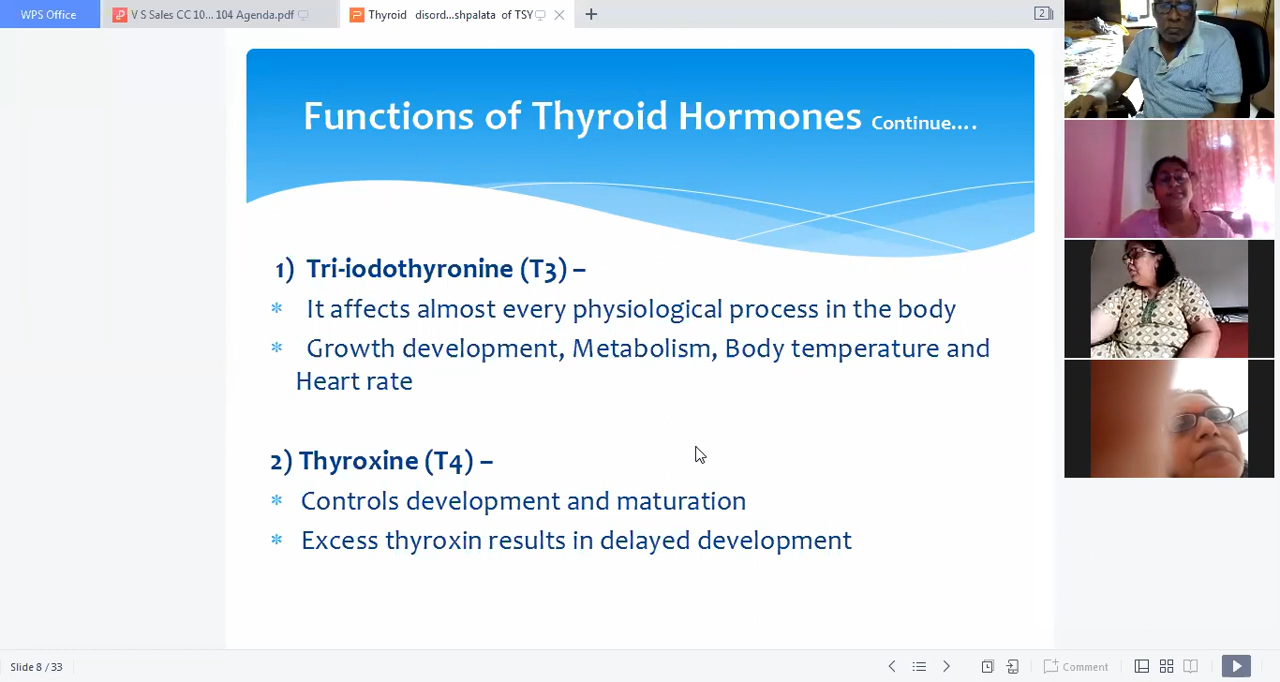 WPS Office
V S Sales CC 10... 104 Agenda.pdf
Thyroid disord...shpalata of TSY
2
Functions of Thyroid Hormones Continue....
1) Tri-iodothyronine (T3) –
* It affects almost every physiological process in the body
* Growth development, Metabolism, Body temperature and
Heart rate
2) Thyroxine (T4) –
* Controls development and maturation
* Excess thyroxin results in delayed development
Slide 8 / 33
Comment